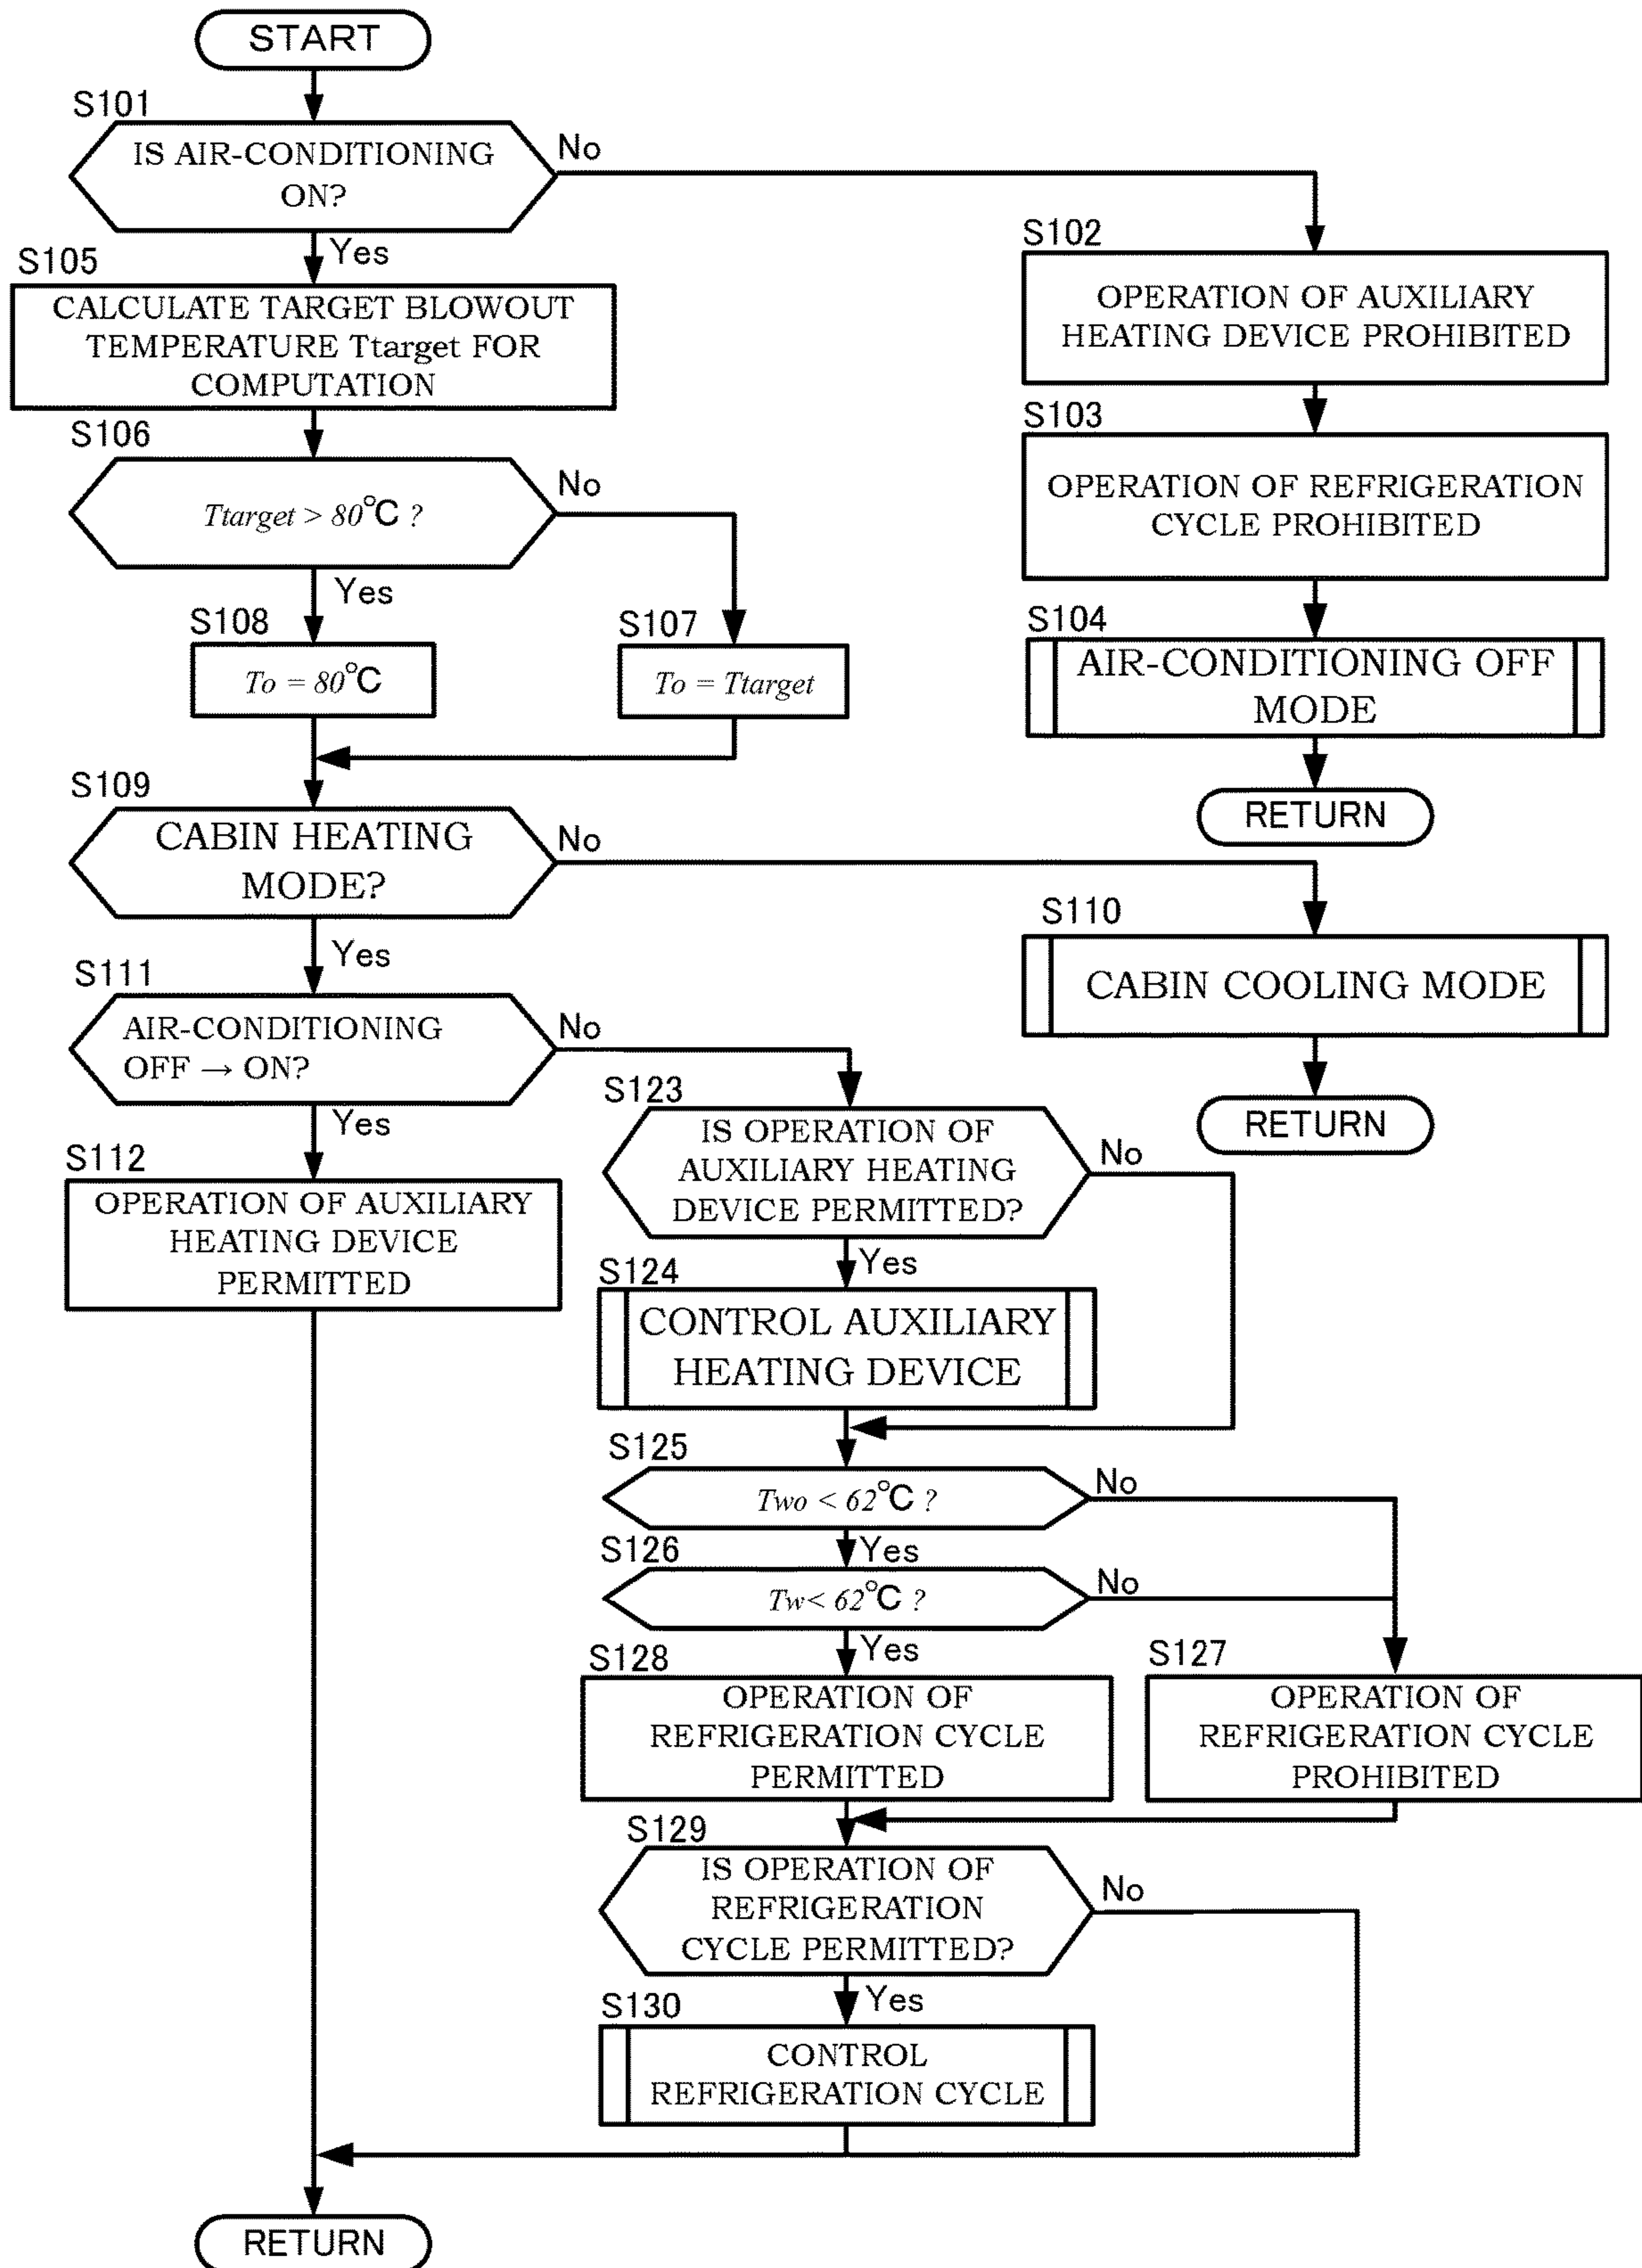 START
S101
IS AIR-CONDITIONING
ON?
No
Yes
S102
OPERATION OF AUXILIARY
HEATING DEVICE PROHIBITED
S103
OPERATION OF REFRIGERATION
CYCLE PROHIBITED
S104
AIR-CONDITIONING OFF
MODE
RETURN
S105
CALCULATE TARGET BLOWOUT
TEMPERATURE Ttarget FOR
COMPUTATION
S106
Ttarget > 80℃ ?
No
Yes
S108
To = 80℃
S107
To = Ttarget
S109
CABIN HEATING
MODE?
No
Yes
S110
CABIN COOLING MODE
RETURN
S111
AIR-CONDITIONING
OFF → ON?
No
Yes
S112
OPERATION OF AUXILIARY
HEATING DEVICE
PERMITTED
S123
IS OPERATION OF
AUXILIARY HEATING
DEVICE PERMITTED?
No
Yes
S124
CONTROL AUXILIARY
HEATING DEVICE
S125
Two < 62℃ ?
No
Yes
S126
Tw< 62℃ ?
No
Yes
S128
OPERATION OF
REFRIGERATION CYCLE
PERMITTED
S127
OPERATION OF
REFRIGERATION CYCLE
PROHIBITED
S129
IS OPERATION OF
REFRIGERATION
CYCLE PERMITTED?
No
Yes
S130
CONTROL
REFRIGERATION CYCLE
RETURN